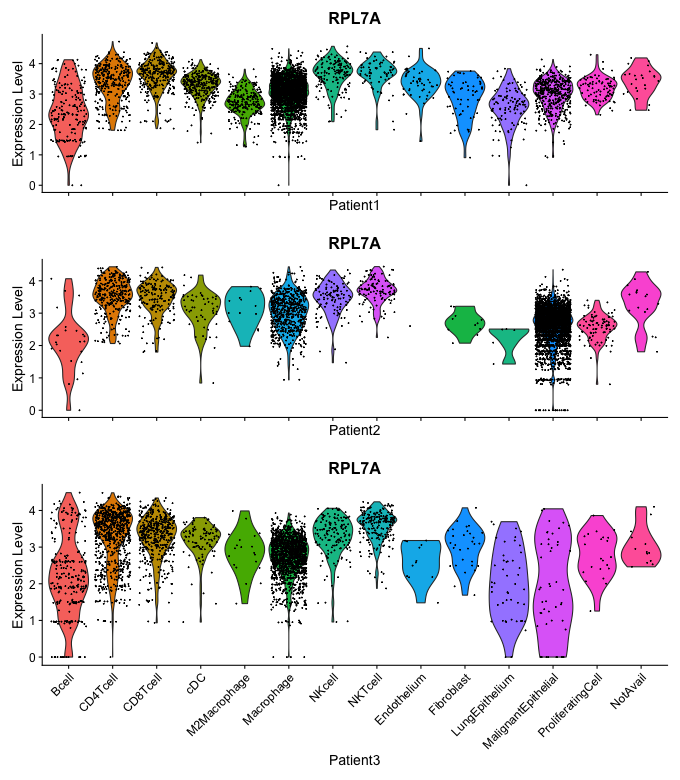 RPL7A
Expression Level
4
3
2
1
0
Patient1
RPL7A
Expression Level
4
3
2
1
0
Patient2
RPL7A
Expression Level
4
3
2
1
0
Bcell
CD4Tcell
CD8Tcell
cDC
M2Macrophage
Macrophage
NKcell
NKTcell
Endothelium
Fibroblast
LungEpithelium
MalignantEpithelial
ProliferatingCell
NotAvail
Patient3